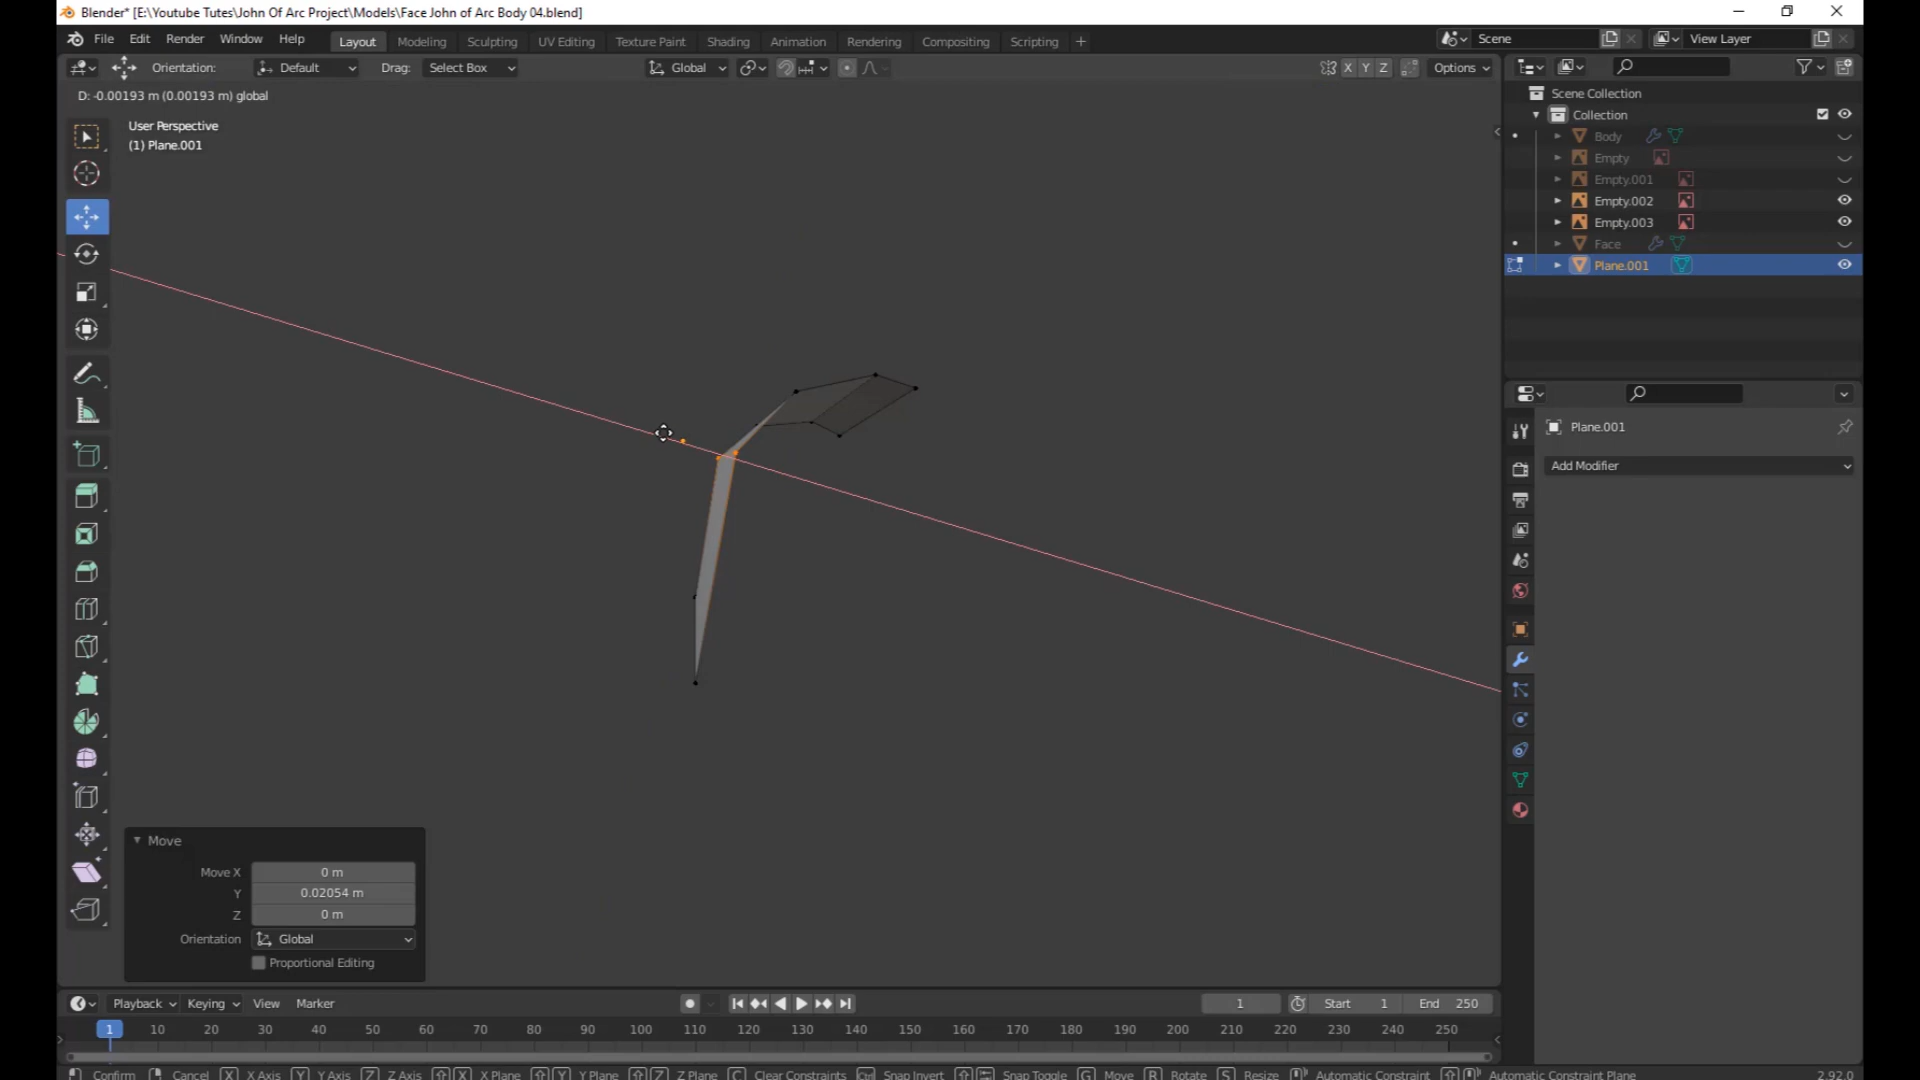 Blender* [E:\Youtube Tutes\John Of Arc Project\Models\Face John of Arc Body 04.blend]
File Edit Render Window Help Layout Modeling Sculpting UV Editing Texture Paint Shading Animation Rendering Compositing Scripting + Scene View Layer
Orientation: Default Drag: Select Box Global X Y Z Options
D: -0.00193 m (0.00193 m) global
User Perspective
(1) Plane.001
Scene Collection
Collection
Body
Empty
Empty.001
Empty.002
Empty.003
Face
Plane.001
Plane.001
Add Modifier
Move
Move X 0 m
Y 0.02054 m
Z 0 m
Orientation Global
Proportional Editing
Playback Keying View Marker 1 Start 1 End 250
1 10 20 30 40 50 60 70 80 90 100 110 120 130 140 150 160 170 180 190 200 210 220 230 240 250
Confirm Cancel X X Axis Y Y Axis Z Z Axis X X Plane Y Y Plane Z Z Plane C Clear Constraints Ctrl Snap Invert Snap Toggle G Move R Rotate S Resize Automatic Constraint Automatic Constraint Plane 2.92.0